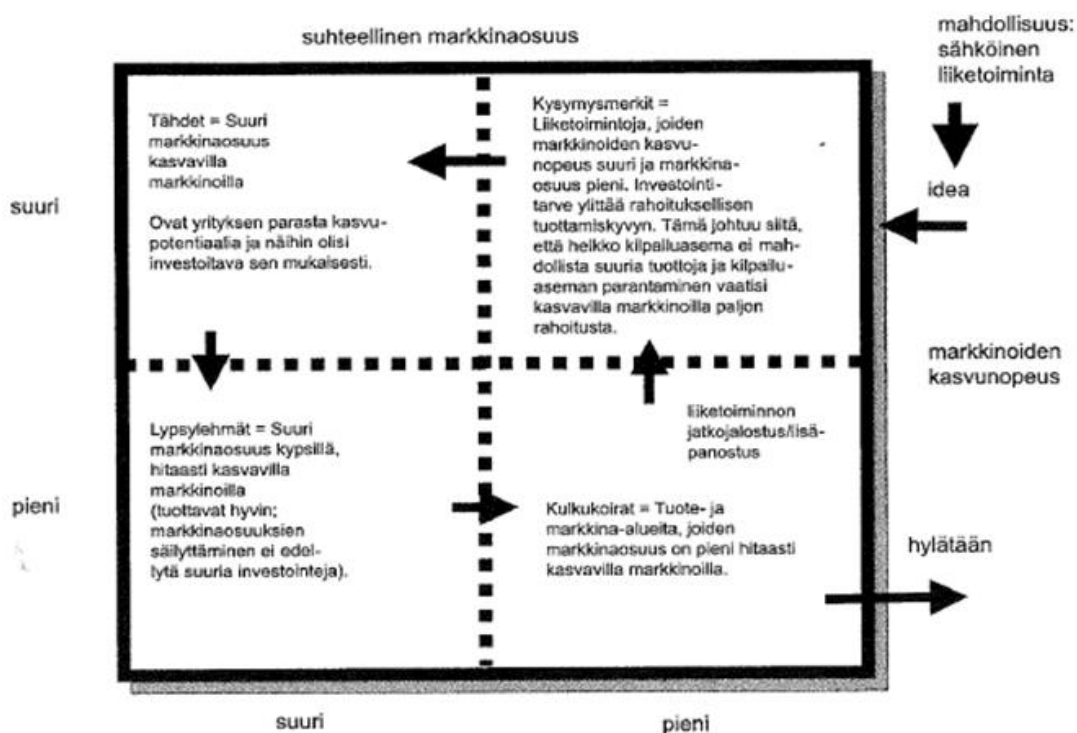 suhteellinen markkinaosuus
mahdollisuus:
sähköinen
liiketoiminta
idea
suuri
Tähdet = Suuri
markkinaosuus
kasvavilla
markkinoilla
Ovat yrityksen parasta kasvu-
potentiaalia ja näihin olisi
investoitava sen mukaisesti.
Kysymysmerkit =
Liiketoimintoja, joiden
markkinoiden kasvu-
nopeus suuri ja markkina-
osuus pieni. Investointi-
tarve ylittää rahoituksellisen
tuottamiskyvyn. Tämä johtuu siitä,
että heikko kilpailuasema ei mah-
dollista suuria tuottoja ja kilpailu-
aseman parantaminen vaatisi
kasvavilla markkinoilla paljon
rahoitusta.
markkinoiden
kasvunopeus
pieni
Lypsylehmät = Suuri
markkinaosuus kypsillä,
hitaasti kasvavilla
markkinoilla
(tuottavat hyvin;
markkinaosuuksien
säilyttäminen ei edel-
lytä suuria investointeja).
liiketoiminnon
jatkojalostus/lisä-
panostus
Kulkukoirat = Tuote- ja
markkina-alueita, joiden
markkinaosuus on pieni hitaasti
kasvavilla markkinoilla.
hylätään
suuri
pieni